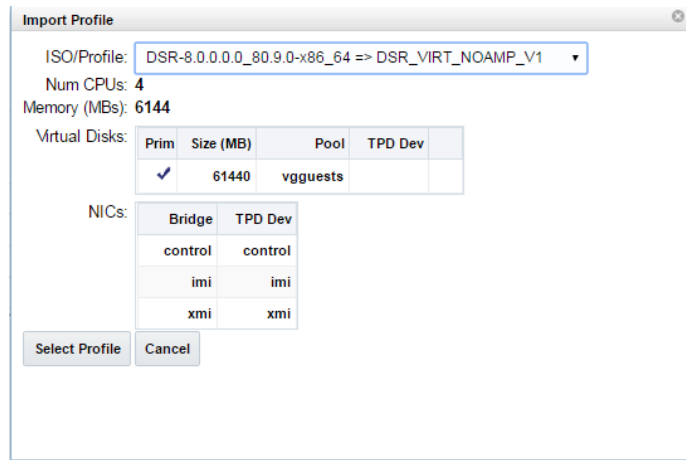 Import Profile
ISO/Profile: DSR-8.0.0.0.0_80.9.0-x86_64 => DSR_VIRT_NOAMP_V1
Num CPUs: 4
Memory (MBs): 6144
Virtual Disks: Prim Size (MB) Pool TPD Dev
61440 vgguests
NICs: Bridge TPD Dev
control control
imi imi
xmi xmi
Select Profile Cancel